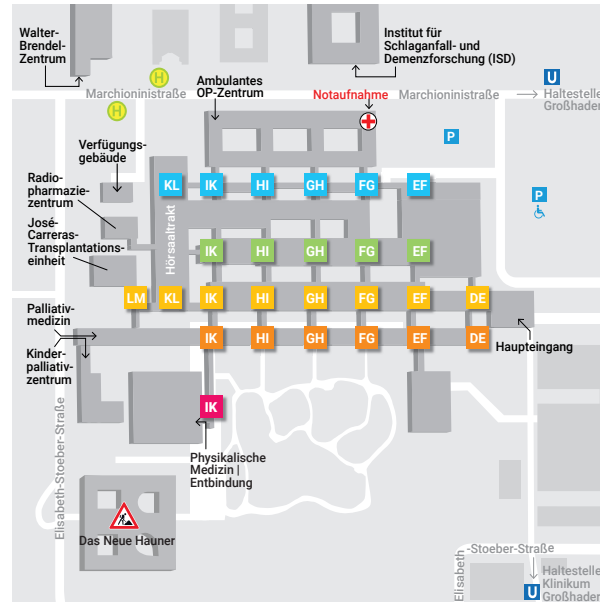 Walter-
Brendel-
Zentrum
Institut für
Schlaganfall- und
Demenzforschung (ISD)
H
U
Ambulantes
OP-Zentrum
Notaufnahme
Marchioninistraße
Marchioninistraße
Haltestelle
Großhadern
H
Verfügungs-
gebäude
P
Radio-
pharmazie-
zentrum
KL IK HI GH FG EF
P
José-
Carreras-
Transplantations-
einheit
Hörsaaltrakt
IK HI GH FG EF
LM KL IK HI GH FG EF DE
Palliativ-
medizin
IK HI GH FG EF DE
Haupteingang
Kinder-
palliativ-
zentrum
IK
Elisabeth-Stoeber-Straße
Physikalische
Medizin |
Entbindung
Das Neue Hauner
Elisabeth
-Stoeber-Straße
U
Haltestelle
Klinikum
Großhadern